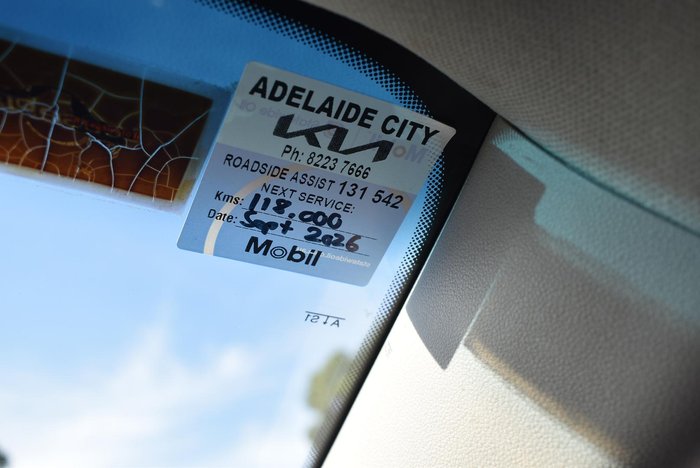 ADELAIDE CITY
KIA
Ph: 8223 7666
ROADSIDE ASSIST 131 542
NEXT SERVICE:
Kms: 118.000
Date: Sept 2026
Mobil
A↓S1